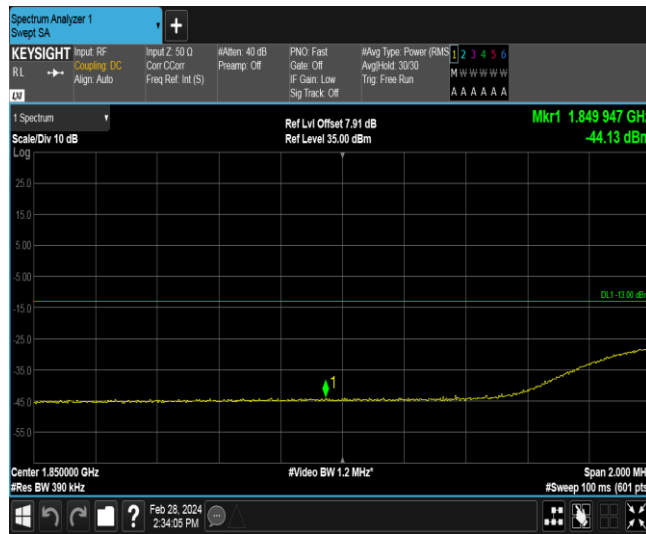 Spectrum Analyzer 1
Swept SA
+
KEYSIGHT
RL
LXI
Input: RF
Coupling: DC
Align: Auto
Input Z: 50 Ω
Corr CCorr
Freq Ref: Int (S)
#Atten: 40 dB
Preamp: Off
PNO: Fast
Gate: Off
IF Gain: Low
Sig Track: Off
#Avg Type: Power (RMS
Avg|Hold: 30/30
Trig: Free Run
1 2 3 4 5 6
M W W W W W
A A A A A A
1 Spectrum
Scale/Div 10 dB
Log
Ref Lvl Offset 7.91 dB
Ref Level 35.00 dBm
Mkr1 1.849 947 GHz
-44.13 dBm
25.0
15.0
5.00
-5.00
DL1 -13.00 dBm
-15.0
-25.0
-35.0
1
-45.0
-55.0
Center 1.850000 GHz
#Video BW 1.2 MHz*
Span 2.000 MH
#Res BW 390 kHz
#Sweep 100 ms (601 pts
?
Feb 28, 2024
2:34:05 PM